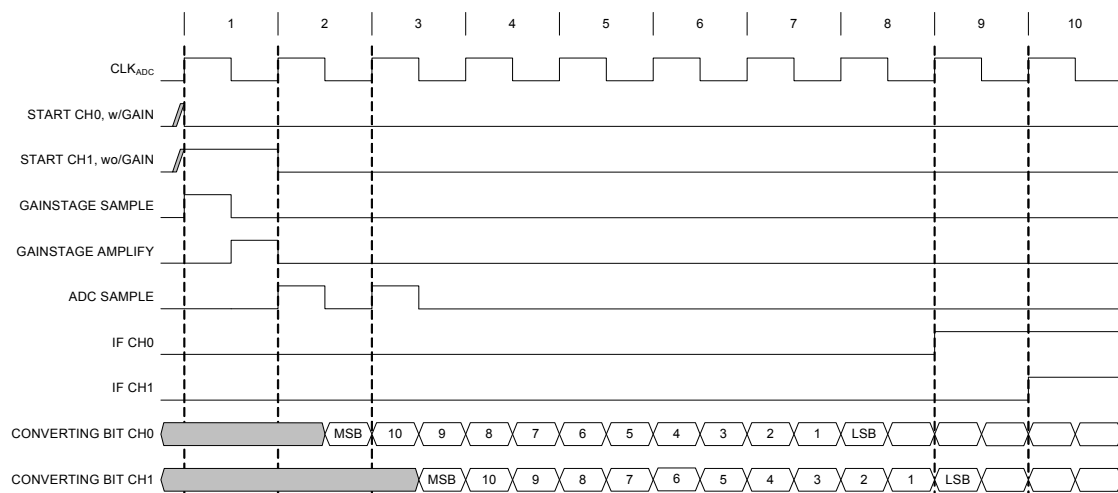 1 2 3 4 5 6 7 8 9 10
CLKADC
START CH0, w/GAIN
START CH1, wo/GAIN
GAINSTAGE SAMPLE
GAINSTAGE AMPLIFY
ADC SAMPLE
IF CH0
IF CH1
CONVERTING BIT CH0 MSB 10 9 8 7 6 5 4 3 2 1 LSB
CONVERTING BIT CH1 MSB 10 9 8 7 6 5 4 3 2 1 LSB